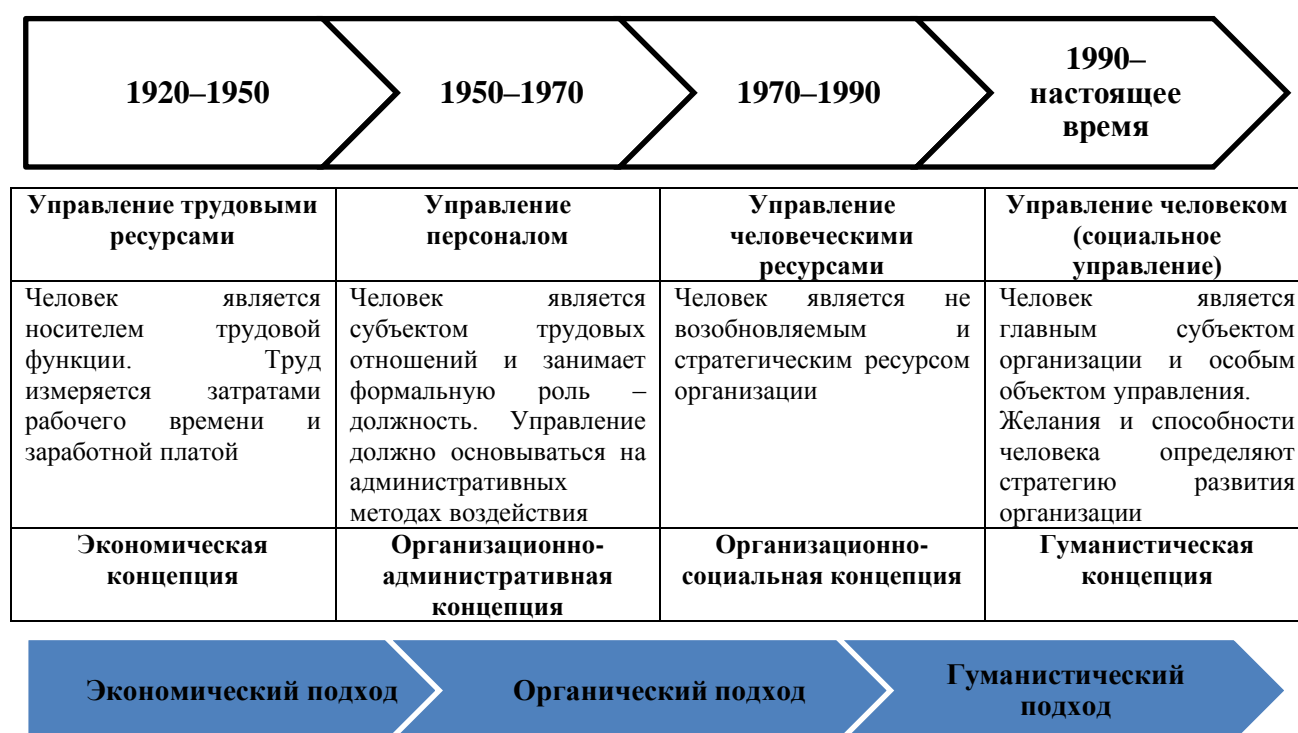 1920–1950
1950–1970
1970–1990
1990–
настоящее
время
Управление трудовыми
ресурсами
Управление
персоналом
Управление
человеческими
ресурсами
Управление человеком
(социальное
управление)
Человек является
носителем трудовой
функции. Труд
измеряется затратами
рабочего времени и
заработной платой
Человек является
субъектом трудовых
отношений и занимает
формальную роль –
должность. Управление
должно основываться на
административных
методах воздействия
Человек является не
возобновляемым и
стратегическим ресурсом
организации
Человек является
главным субъектом
организации и особым
объектом управления.
Желания и способности
человека определяют
стратегию развития
организации
Экономическая
концепция
Организационно-
административная
концепция
Организационно-
социальная концепция
Гуманистическая
концепция
Экономический подход
Органический подход
Гуманистический
подход